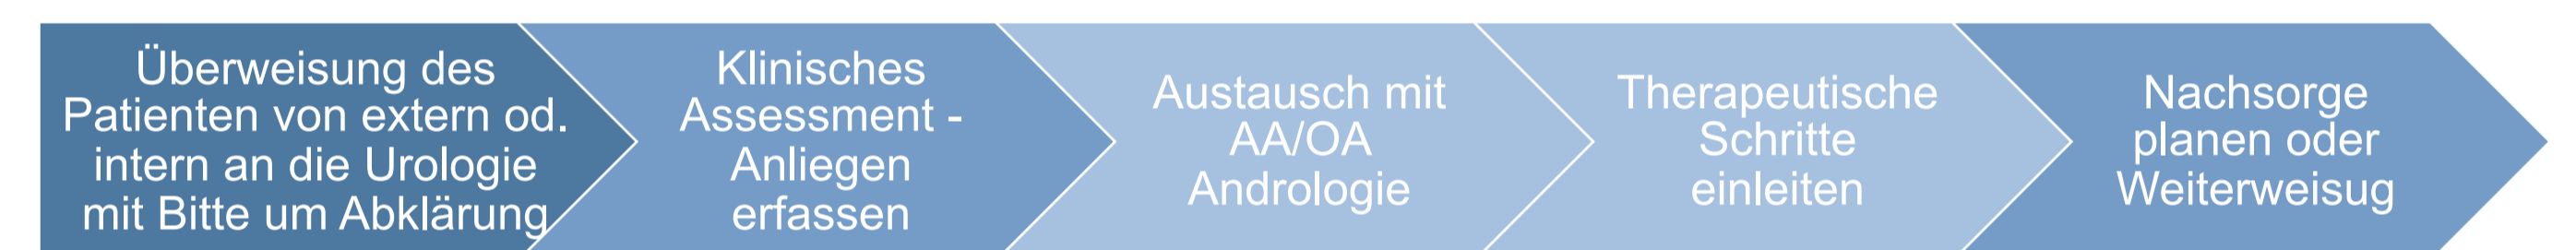 Überweisung des
Patienten von extern od.
intern an die Urologie
mit Bitte um Abklärung
Klinisches
Assessment -
Anliegen
erfassen
Austausch mit
AA/OA
Andrologie
Therapeutische
Schritte
einleiten
Nachsorge
planen oder
Weiterweisug